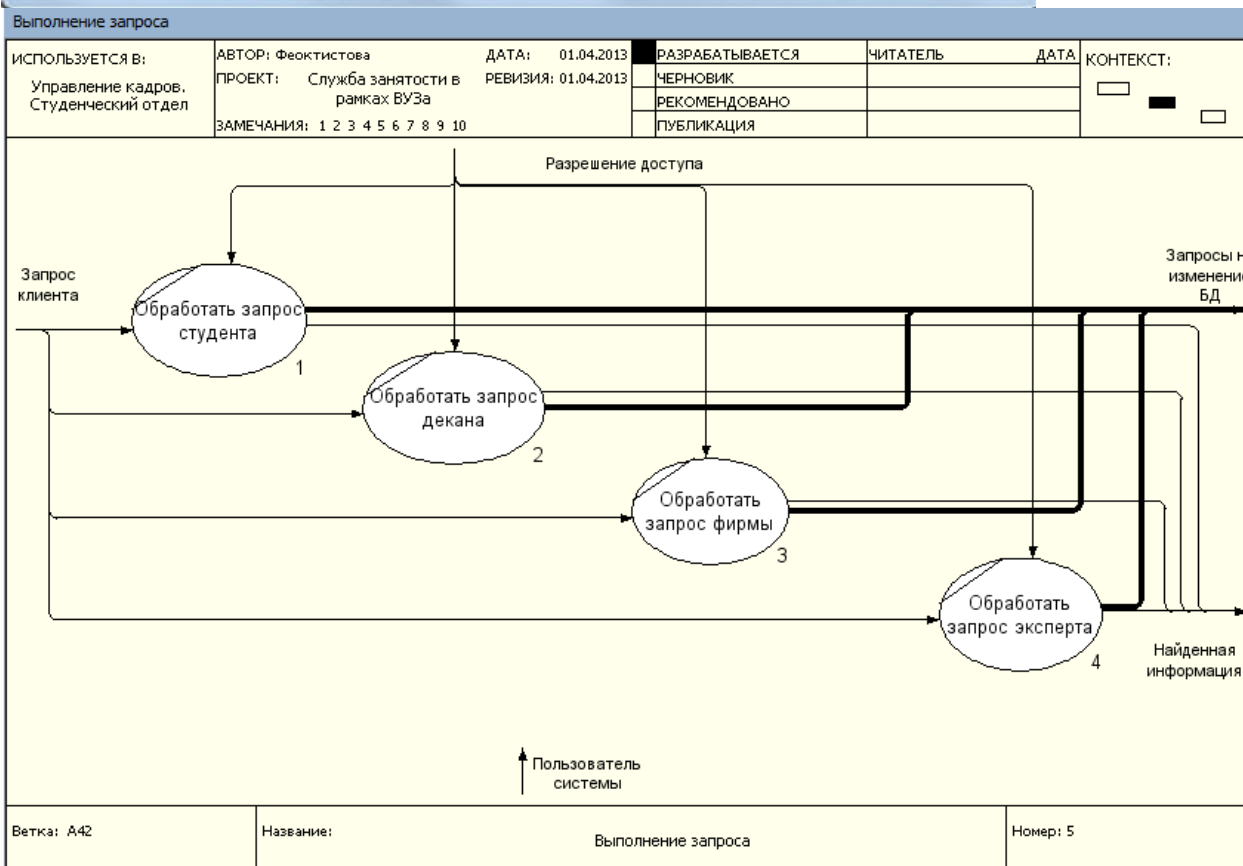 Выполнение запроса
ИСПОЛЬЗУЕТСЯ В:
Управление кадров.
Студенческий отдел
АВТОР: Феоктистова
ДАТА: 01.04.2013
ПРОЕКТ: Служба занятости в
рамках ВУЗа
РЕВИЗИЯ: 01.04.2013
ЗАМЕЧАНИЯ: 1 2 3 4 5 6 7 8 9 10
РАЗРАБАТЫВАЕТСЯ
ЧЕРНОВИК
РЕКОМЕНДОВАНО
ПУБЛИКАЦИЯ
ЧИТАТЕЛЬ ДАТА
КОНТЕКСТ:
Разрешение доступа
Запрос
клиента
Запросы н
изменение
БД
Обработать запрос
студента
1
Обработать запрос
декана
2
Обработать
запрос фирмы
3
Обработать
запрос эксперта
4
Найденная
информация
Пользователь
системы
Ветка: A42
Название:
Выполнение запроса
Номер: 5